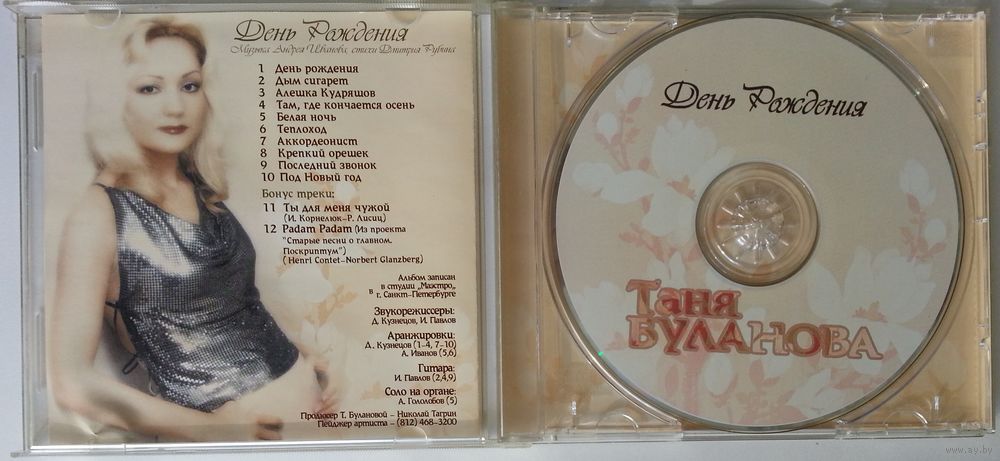 День Рождения
Музыка Андрея Иванова, стихи Дмитрия Рубина
1 День рождения
2 Дым сигарет
3 Алешка Кудряшов
4 Там, где кончается осень
5 Белая ночь
6 Теплоход
7 Аккордеонист
8 Крепкий орешек
9 Последний звонок
10 Под Новый год
Бонус треки:
11 Ты для меня чужой
(И. Корнелюк-Р. Лисиц)
12 Padam Padam (Из проекта
"Старые песни о главном.
Поскриптум")
(Henri Contet-Norbert Glanzberg)
Альбом записан
в студии „Маэстро„
в г. Санкт-Петербурге
Звукорежиссеры:
Д. Кузнецов, И. Павлов
Аранжировки:
Д. Кузнецов (1-4, 7-10)
А. Иванов (5,6)
Гитара:
И. Павлов (2,4,9)
Соло на органе:
А. Гололобов (5)
Продюсер Т. Булановой - Николай Тагрин
Пейджер артиста - (812) 468-3200
День Рождения
Таня
БУЛАНОВА
www.ay.by